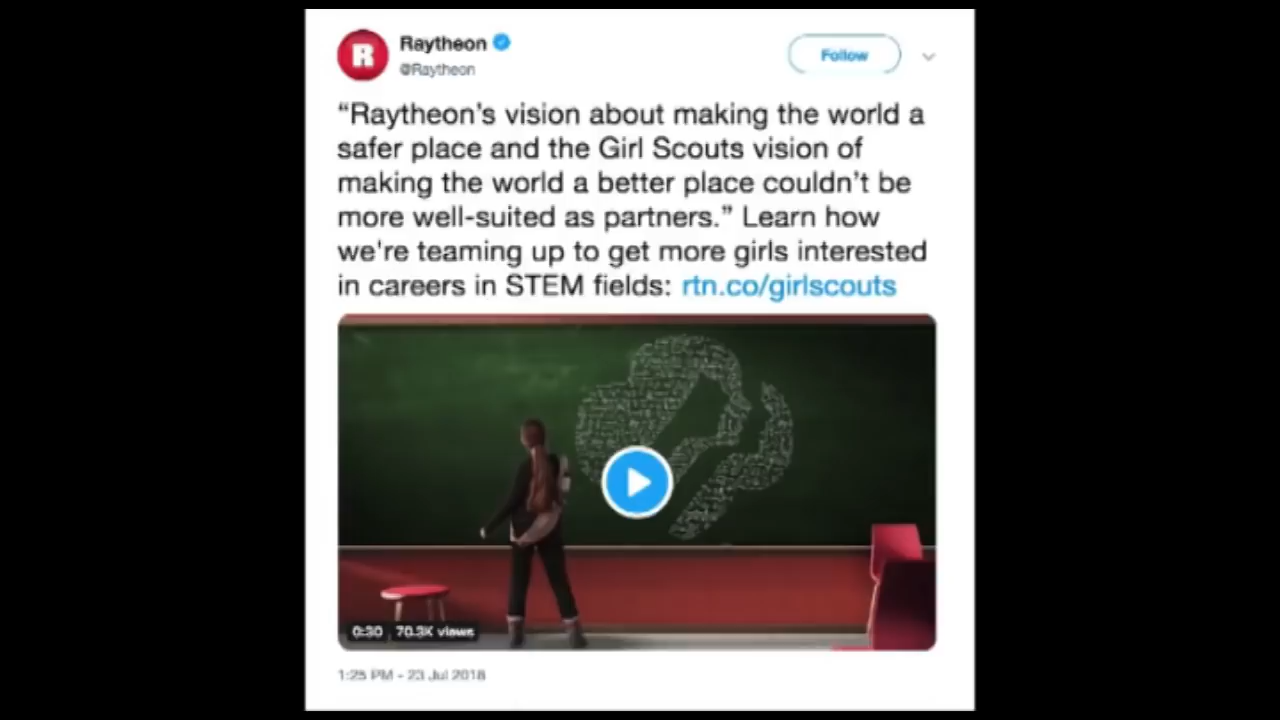 R
Raytheon
@Raytheon
Follow
“Raytheon’s vision about making the world a
safer place and the Girl Scouts vision of
making the world a better place couldn’t be
more well-suited as partners.” Learn how
we're teaming up to get more girls interested
in careers in STEM fields: rtn.co/girlscouts
0:30 70.3K views
1:25 PM - 23 Jul 2018